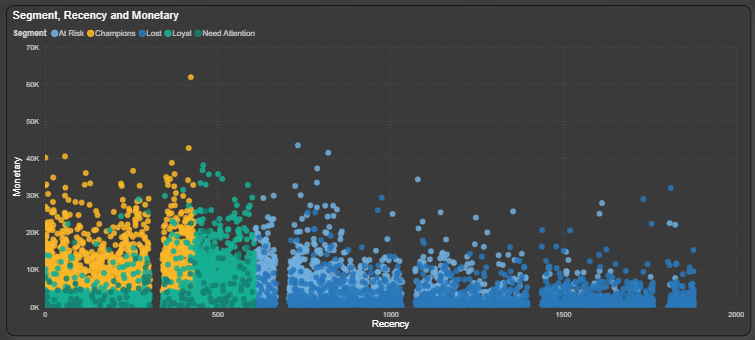 Segment, Recency and Monetary
Segment At Risk Champions Lost Loyal Need Attention
70K
60K
50K
40K
30K
20K
10K
0K
Monetary
0 500 1000 1500 2000
Recency